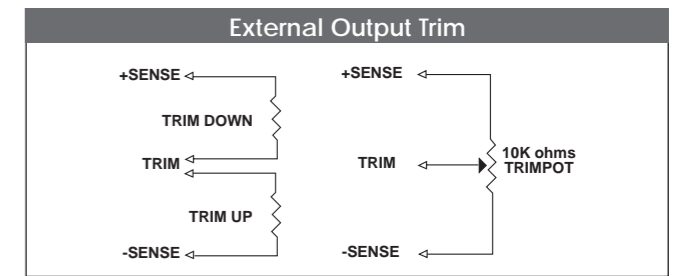 External Output Trim
+SENSE
TRIM DOWN
TRIM
TRIM UP
-SENSE
+SENSE
TRIM
10K ohms
TRIMPOT
-SENSE